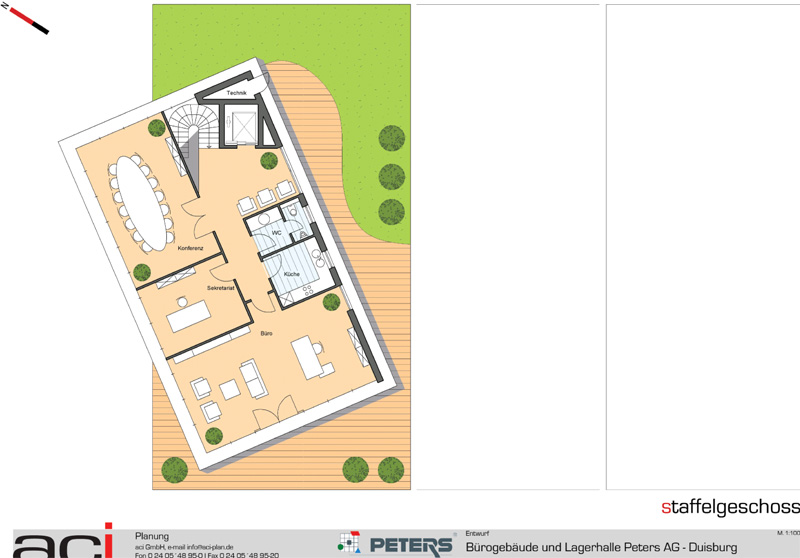 N
Technik
Konferenz
WC
Küche
Sekretariat
Büro
staffelgeschoss
aci
Planung
aci GmbH, e-mail info@aci-plan.de
Fon 0 24 05 ' 48 95-0 I Fax 0 24 05 ' 48 95-20
PETERS
Entwurf
M. 1:100
Bürogebäude und Lagerhalle Peters AG - Duisburg